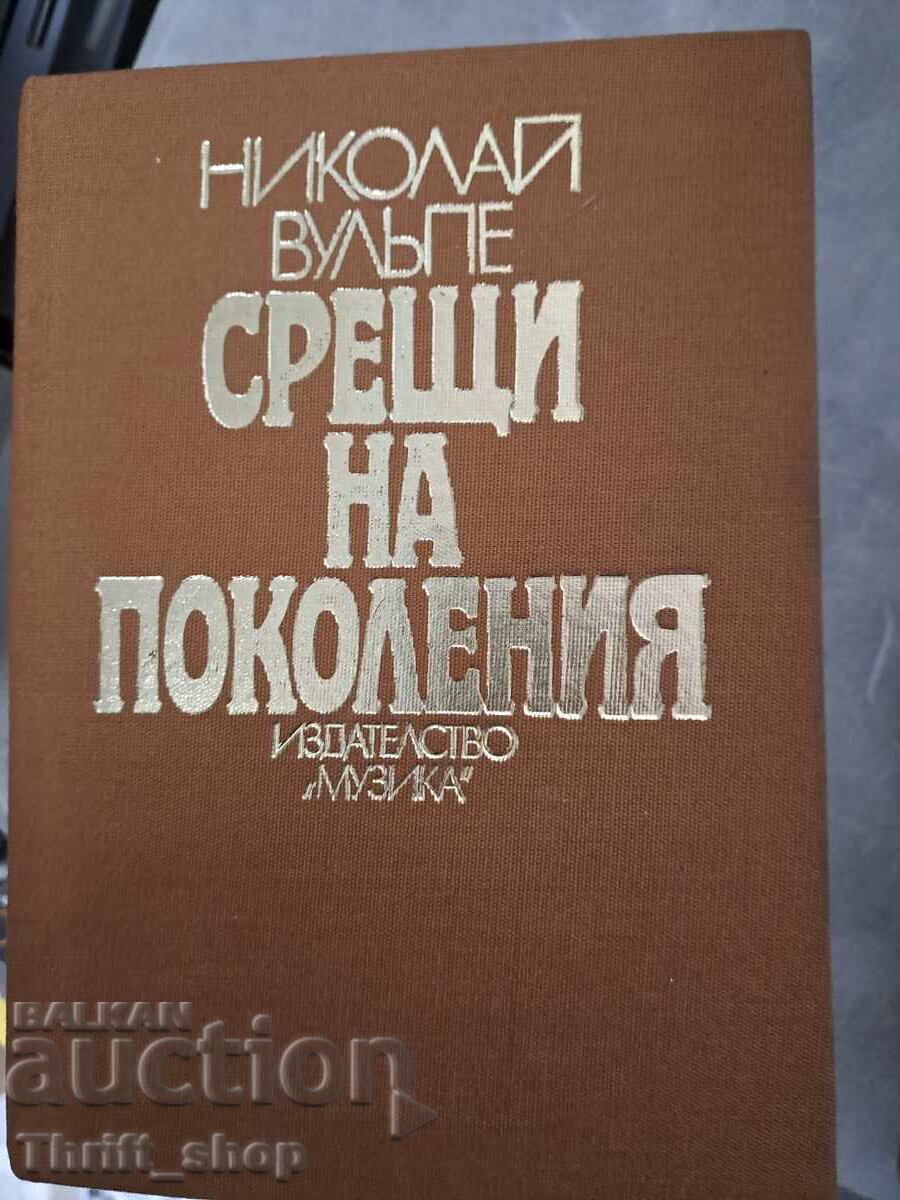 НИКОЛАЙ
ВУЛЬПЕ
СРЕЩИ
НА
ПОКОЛЕНИЯ
ИЗДАТЕЛСТВО
„МУЗИКА“
BALKAN
auction
Thrift_shop